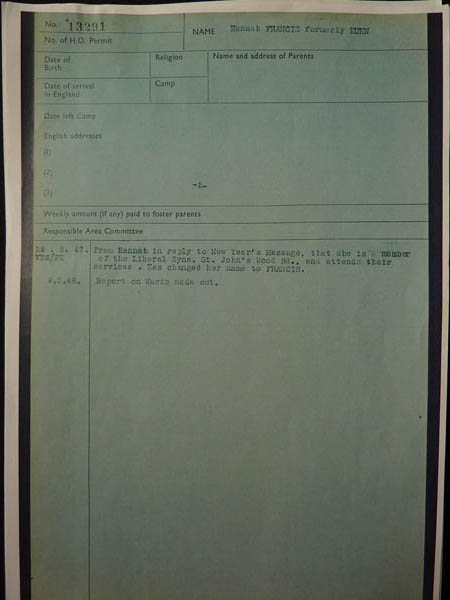 No. 13291
NAME Hannah FRANCIS formerly KUHN
No. of H.O. Permit
Date of Birth
Religion
Name and address of Parents
Date of arrival in England
Camp
Date left Camp
English addresses
(1)
(2)
(3)
-2-
Weekly amount (if any) paid to foster parents
Responsible Area Committee
. 9. 47. From Hannah in reply to New Year's Message, that she is a member
of the Liberal Syna. St. John's Wood Rd., and attends their
services. Has changed her name to FRANCIS.
.48. Report on Wards made out.